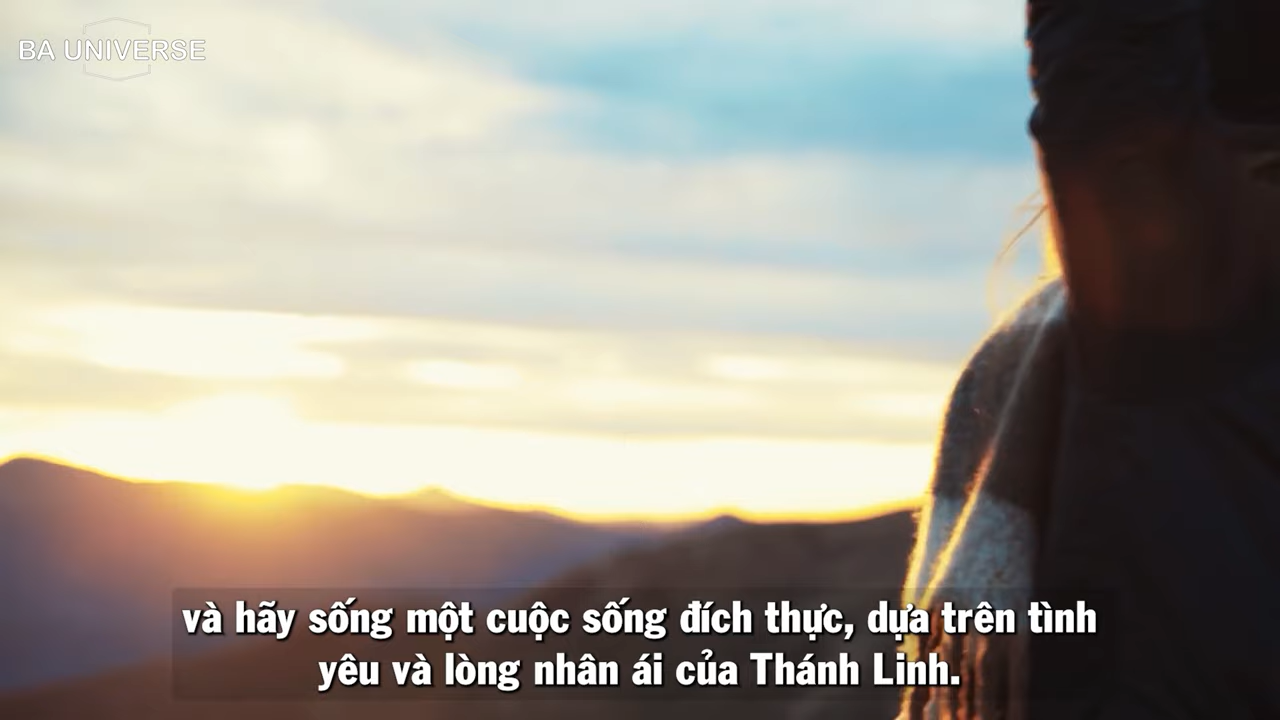 BA UNIVERSE
và hãy sống một cuộc sống đích thực, dựa trên tình
yêu và lòng nhân ái của Thánh Linh.